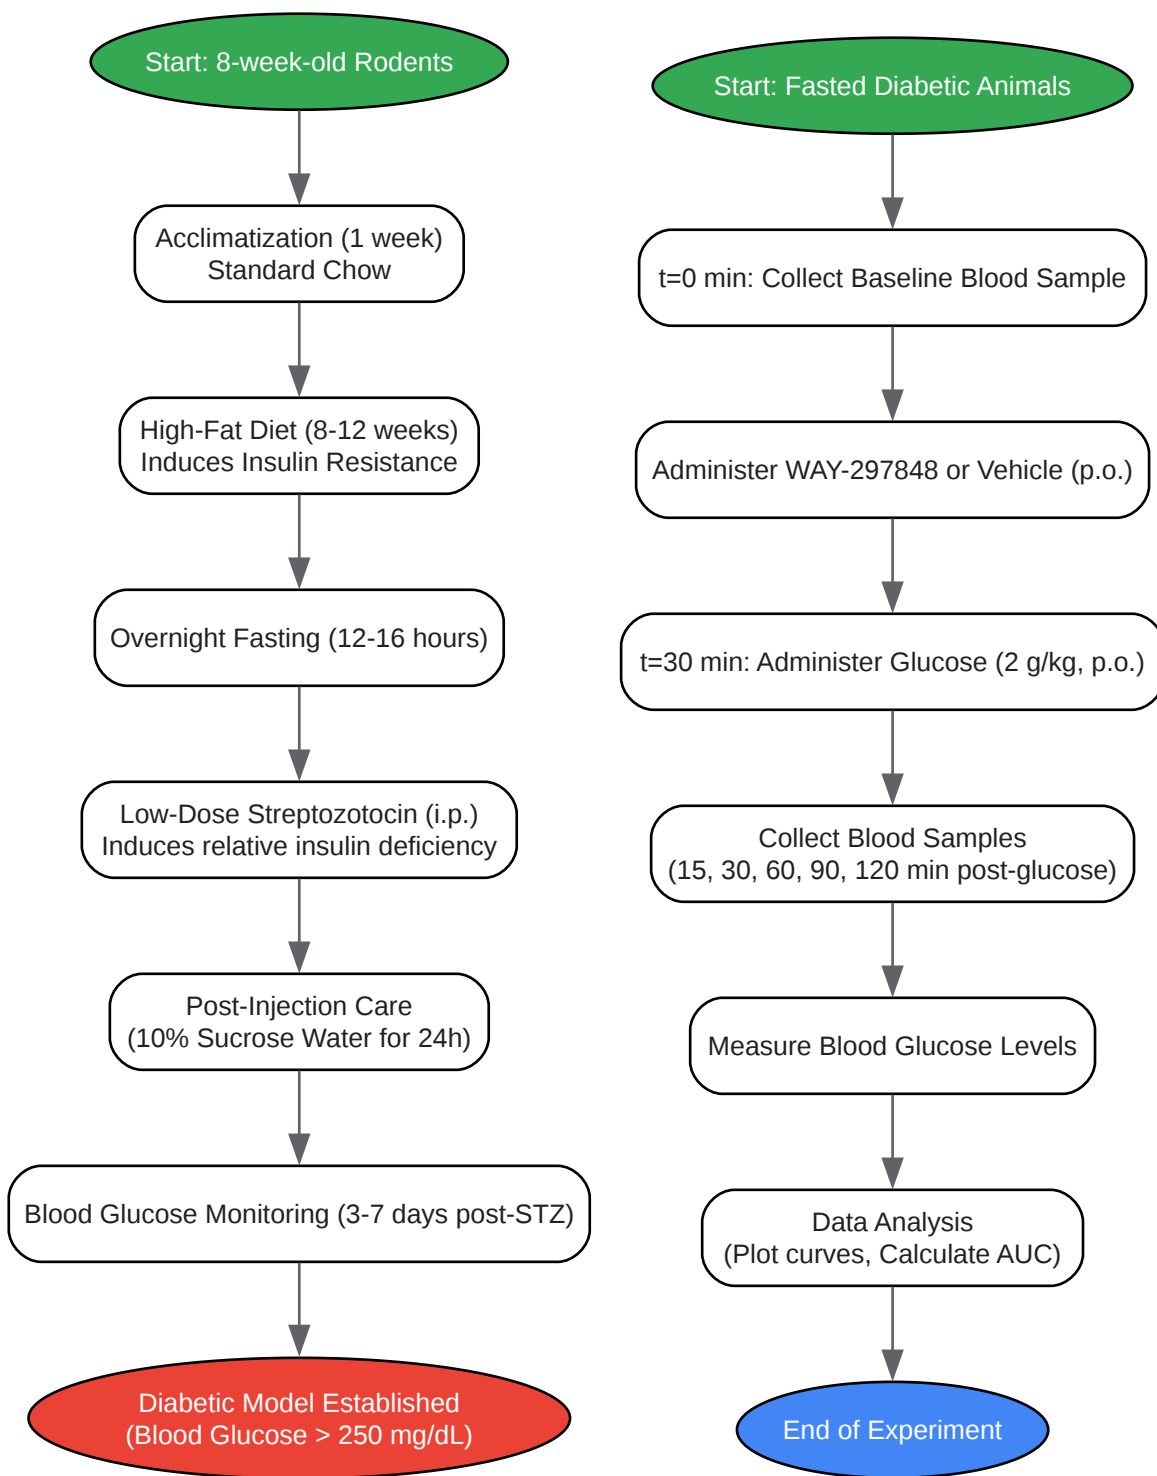 Start: 8-week-old Rodents
Acclimatization (1 week)
Standard Chow
High-Fat Diet (8-12 weeks)
Induces Insulin Resistance
Overnight Fasting (12-16 hours)
Low-Dose Streptozotocin (i.p.)
Induces relative insulin deficiency
Post-Injection Care
(10% Sucrose Water for 24h)
Blood Glucose Monitoring (3-7 days post-STZ)
Diabetic Model Established
(Blood Glucose > 250 mg/dL)
Start: Fasted Diabetic Animals
t=0 min: Collect Baseline Blood Sample
Administer WAY-297848 or Vehicle (p.o.)
t=30 min: Administer Glucose (2 g/kg, p.o.)
Collect Blood Samples
(15, 30, 60, 90, 120 min post-glucose)
Measure Blood Glucose Levels
Data Analysis
(Plot curves, Calculate AUC)
End of Experiment